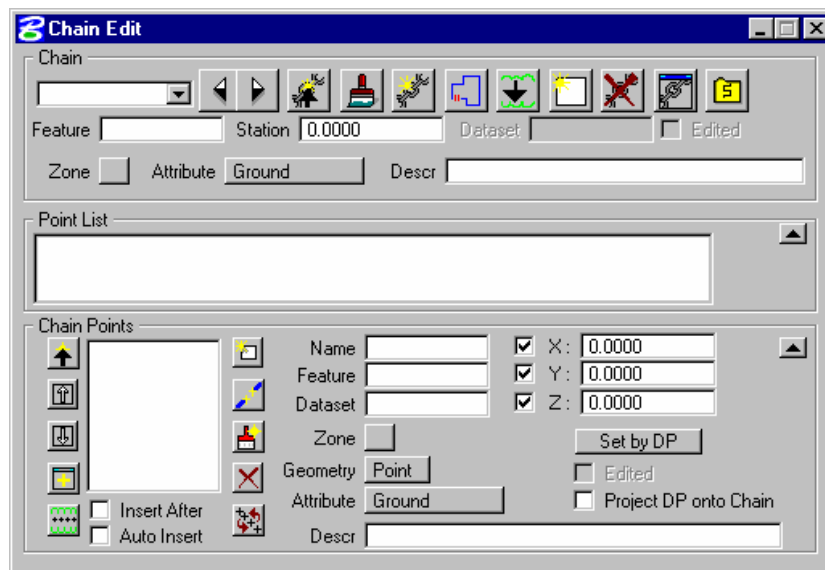 Chain Edit
Chain
Feature Station 0.0000 Dataset Edited
Zone Attribute Ground Descr
Point List
Chain Points
Name X: 0.0000
Feature Y: 0.0000
Dataset Z: 0.0000
Zone Set by DP
Geometry Point Edited
Insert After Attribute Ground Project DP onto Chain
Auto Insert Descr